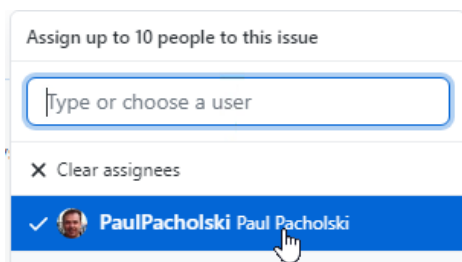 Assign up to 10 people to this issue
Type or choose a user
Clear assignees
PaulPacholski Paul Pacholski